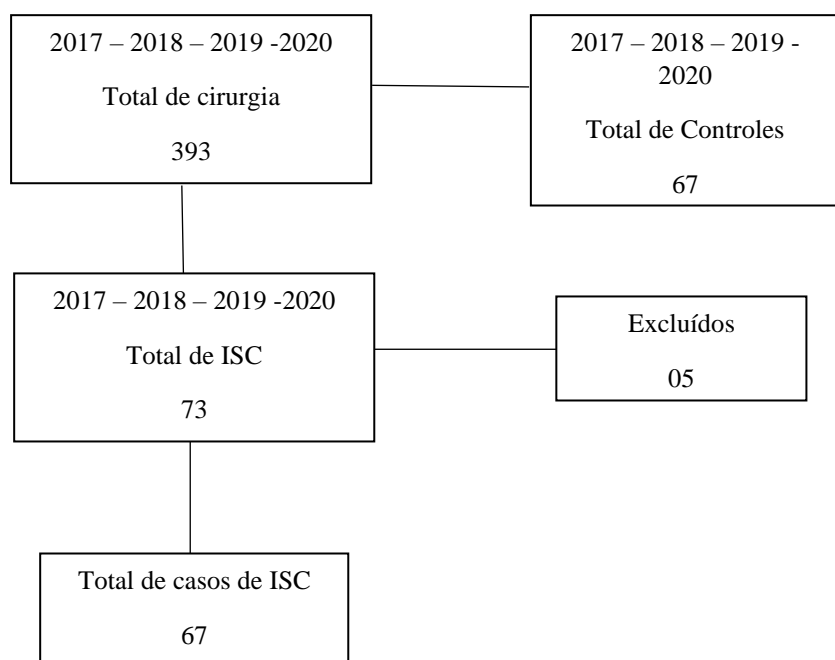 2017 – 2018 – 2019 -2020
Total de cirurgia
393
2017 – 2018 – 2019 -
2020
Total de Controles
67
2017 – 2018 – 2019 -2020
Total de ISC
73
Excluídos
05
Total de casos de ISC
67